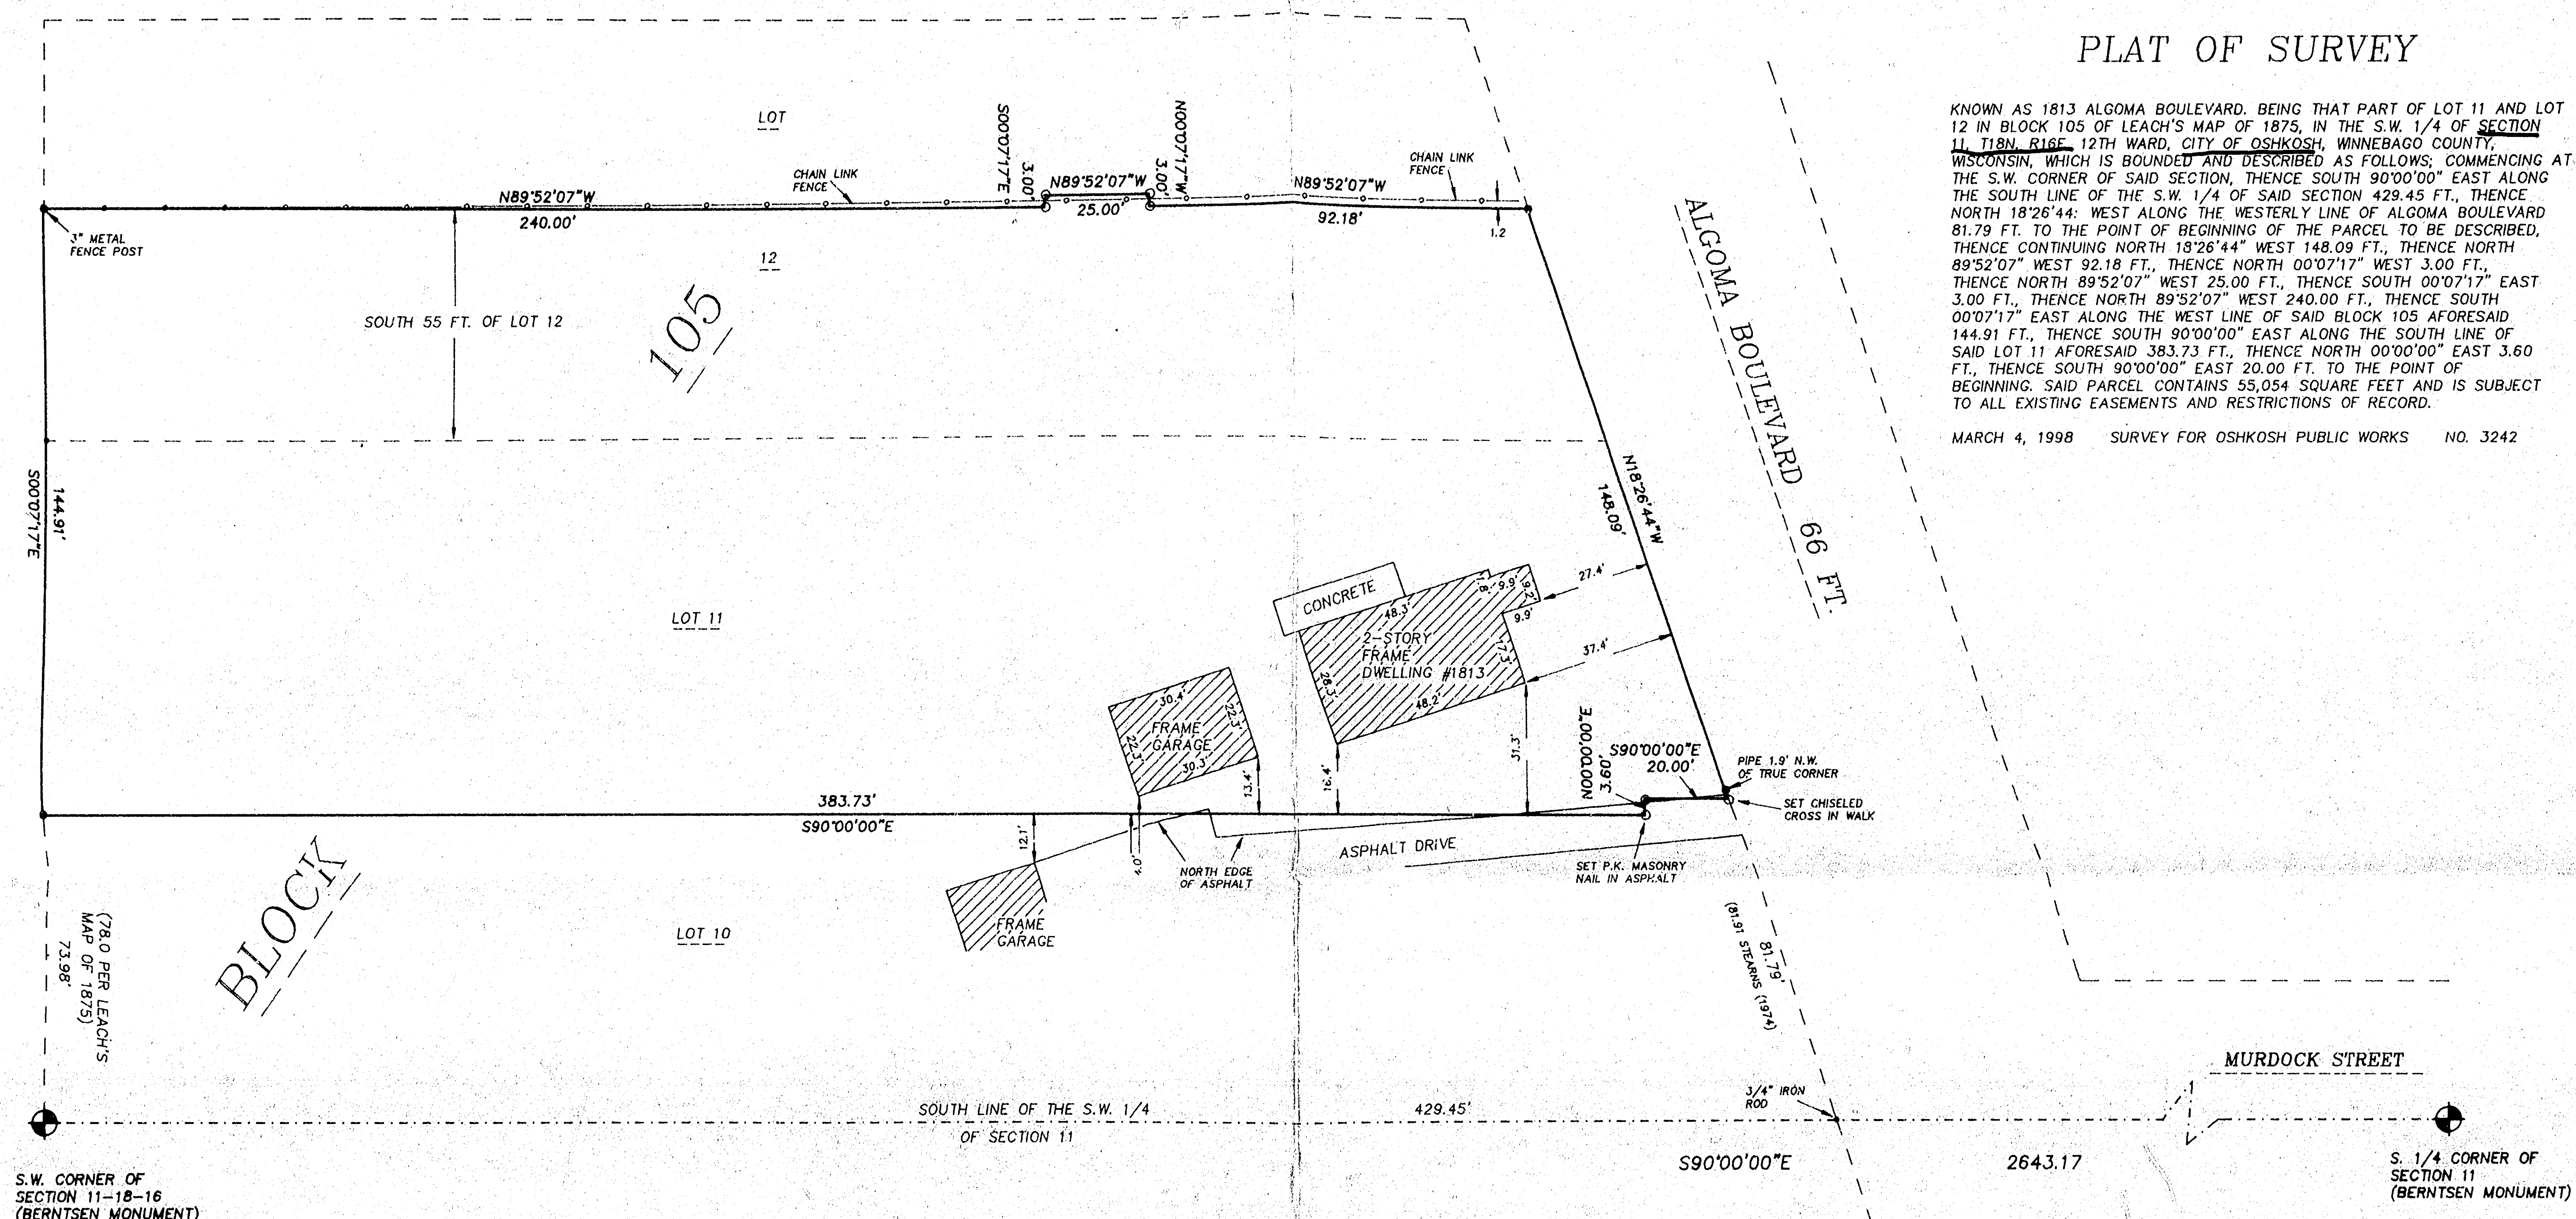 PLAT OF SURVEY
KNOWN AS 1813 ALGOMA BOULEVARD. BEING THAT PART OF LOT 11 AND LOT
12 IN BLOCK 105 OF LEACH'S MAP OF 1875, IN THE S.W. 1/4 OF SECTION
11, T18N, R16E, 12TH WARD, CITY OF OSHKOSH, WINNEBAGO COUNTY,
WISCONSIN, WHICH IS BOUNDED AND DESCRIBED AS FOLLOWS; COMMENCING AT
THE S.W. CORNER OF SAID SECTION, THENCE SOUTH 90°00'00" EAST ALONG
THE SOUTH LINE OF THE S.W. 1/4 OF SAID SECTION 429.45 FT., THENCE
NORTH 18°26'44: WEST ALONG THE WESTERLY LINE OF ALGOMA BOULEVARD
81.79 FT. TO THE POINT OF BEGINNING OF THE PARCEL TO BE DESCRIBED,
THENCE CONTINUING NORTH 18°26'44" WEST 148.09 FT., THENCE NORTH
89°52'07" WEST 92.18 FT., THENCE NORTH 00°07'17" WEST 3.00 FT.,
THENCE NORTH 89°52'07" WEST 25.00 FT., THENCE SOUTH 00°07'17" EAST
3.00 FT., THENCE NORTH 89°52'07" WEST 240.00 FT., THENCE SOUTH
00°07'17" EAST ALONG THE WEST LINE OF SAID BLOCK 105 AFORESAID
144.91 FT., THENCE SOUTH 90°00'00" EAST ALONG THE SOUTH LINE OF
SAID LOT 11 AFORESAID 383.73 FT., THENCE NORTH 00°00'00" EAST 3.60
FT., THENCE SOUTH 90°00'00" EAST 20.00 FT. TO THE POINT OF
BEGINNING. SAID PARCEL CONTAINS 55,054 SQUARE FEET AND IS SUBJECT
TO ALL EXISTING EASEMENTS AND RESTRICTIONS OF RECORD.
MARCH 4, 1998 SURVEY FOR OSHKOSH PUBLIC WORKS NO. 3242
LOT
12
CHAIN LINK
FENCE
N89°52'07"W
240.00'
S00°07'17"E
3.00'
N89°52'07"W
25.00'
N00°07'17"W
3.00'
N89°52'07"W
92.18'
CHAIN LINK
FENCE
1.2
3" METAL
FENCE POST
SOUTH 55 FT. OF LOT 12
105
ALGOMA BOULEVARD 66 FT.
N18°26'44"W
148.09'
144.91'
S00°07'17"E
LOT 11
CONCRETE
48.3'
9.9'
9.2'
9.9'
17.3'
2-STORY
FRAME
DWELLING #1813
28.3'
48.2'
27.4'
37.4'
31.3'
16.4'
30.4'
22.3'
FRAME
GARAGE
22.3'
30.3'
13.4'
N00°00'00"E
3.60'
S90°00'00"E
20.00'
PIPE 1.9' N.W.
OF TRUE CORNER
SET CHISELED
CROSS IN WALK
383.73'
S90°00'00"E
12.1'
4.0'
NORTH EDGE
OF ASPHALT
ASPHALT DRIVE
SET P.K. MASONRY
NAIL IN ASPHALT
BLOCK
LOT 10
FRAME
GARAGE
(78.0 PER LEACH'S
MAP OF 1875)
73.98'
81.79'
(81.91 STEARNS (1974)
MURDOCK STREET
3/4" IRON
ROD
SOUTH LINE OF THE S.W. 1/4
OF SECTION 11
429.45'
S90°00'00"E
2643.17
S.W. CORNER OF
SECTION 11-18-16
(BERNTSEN MONUMENT)
S. 1/4 CORNER OF
SECTION 11
(BERNTSEN MONUMENT)